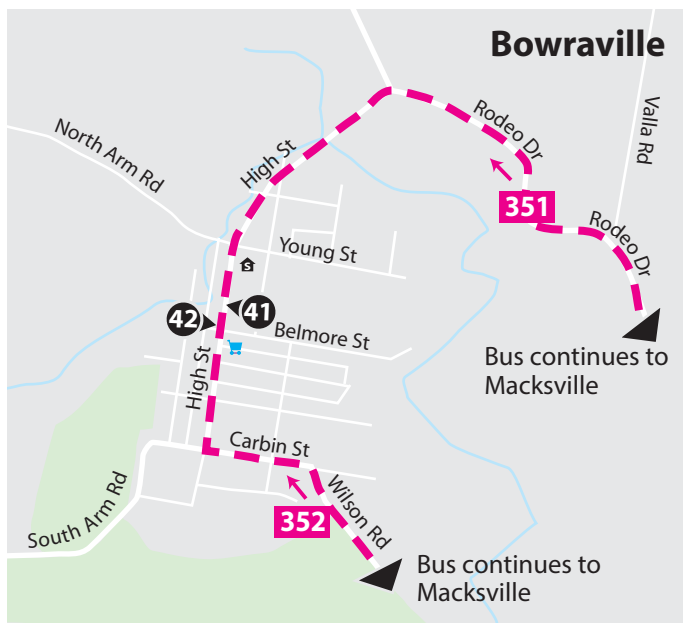 Bowraville
Rodeo Dr
Valla Rd
North Arm Rd
High St
351
Rodeo Dr
Young St
S
41
42
Belmore St
Bus continues to
Macksville
High St
Carbin St
Wilson Rd
352
South Arm Rd
Bus continues to
Macksville